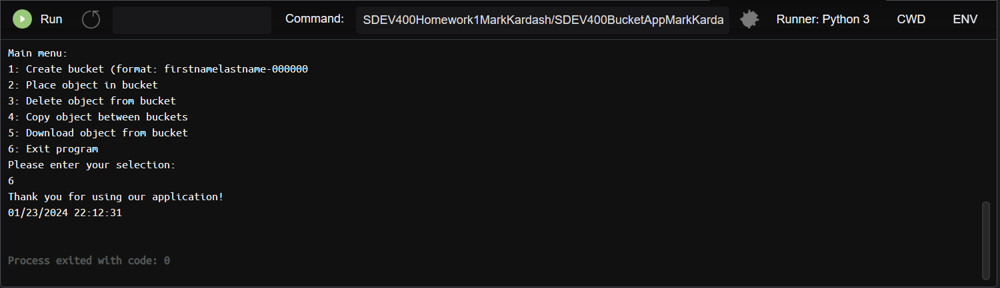 Run Command: SDEV400Homework1MarkKardash/SDEV400BucketAppMarkKarda Runner: Python 3 CWD ENV
Main menu:
1: Create bucket (format: firstnamelastname-000000
2: Place object in bucket
3: Delete object from bucket
4: Copy object between buckets
5: Download object from bucket
6: Exit program
Please enter your selection:
6
Thank you for using our application!
01/23/2024 22:12:31
Process exited with code: 0